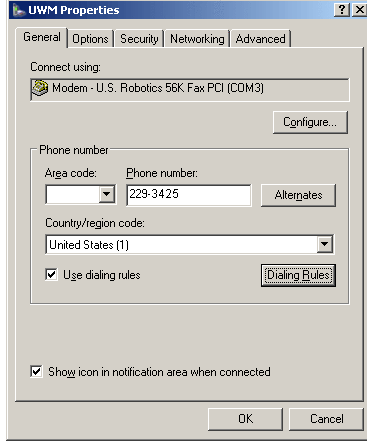 UWM Properties
General Options Security Networking Advanced
Connect using:
Modem - U.S. Robotics 56K Fax PCI (COM3)
Configure...
Phone number
Area code: Phone number:
229-3425 Alternates
Country/region code:
United States (1)
Use dialing rules Dialing Rules
Show icon in notification area when connected
OK Cancel